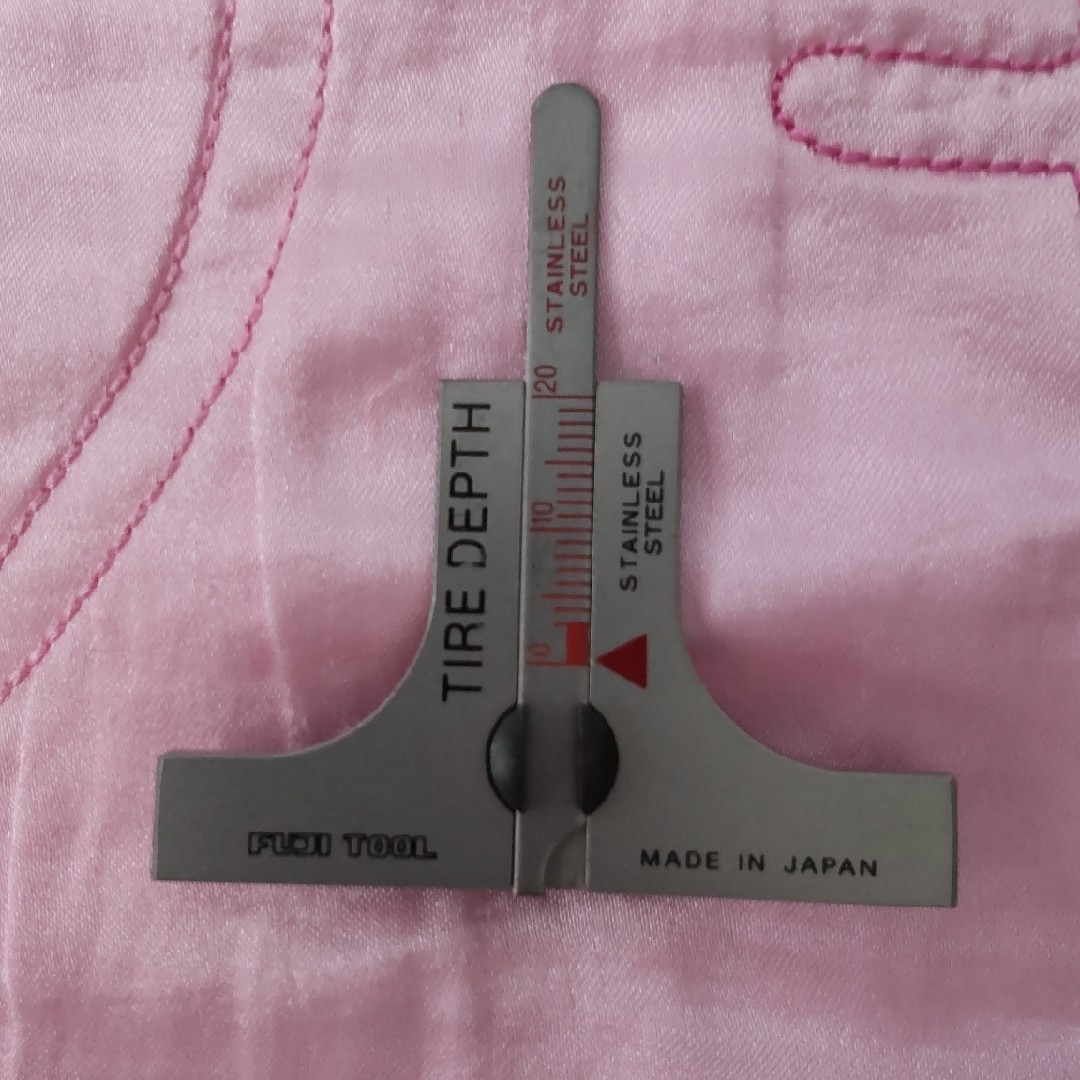 STAINLESS
STEEL
20
10
0
TIRE DEPTH
STAINLESS
STEEL
FUJI TOOL
MADE IN JAPAN